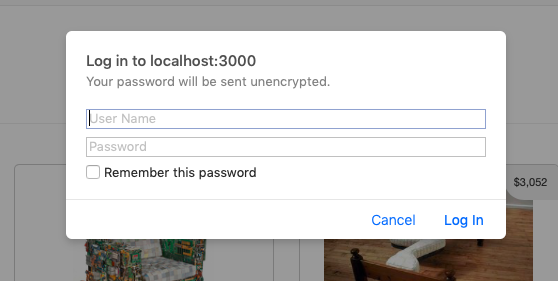 Log in to localhost:3000
Your password will be sent unencrypted.
User Name
Password
Remember this password
$3,052
Cancel
Log In